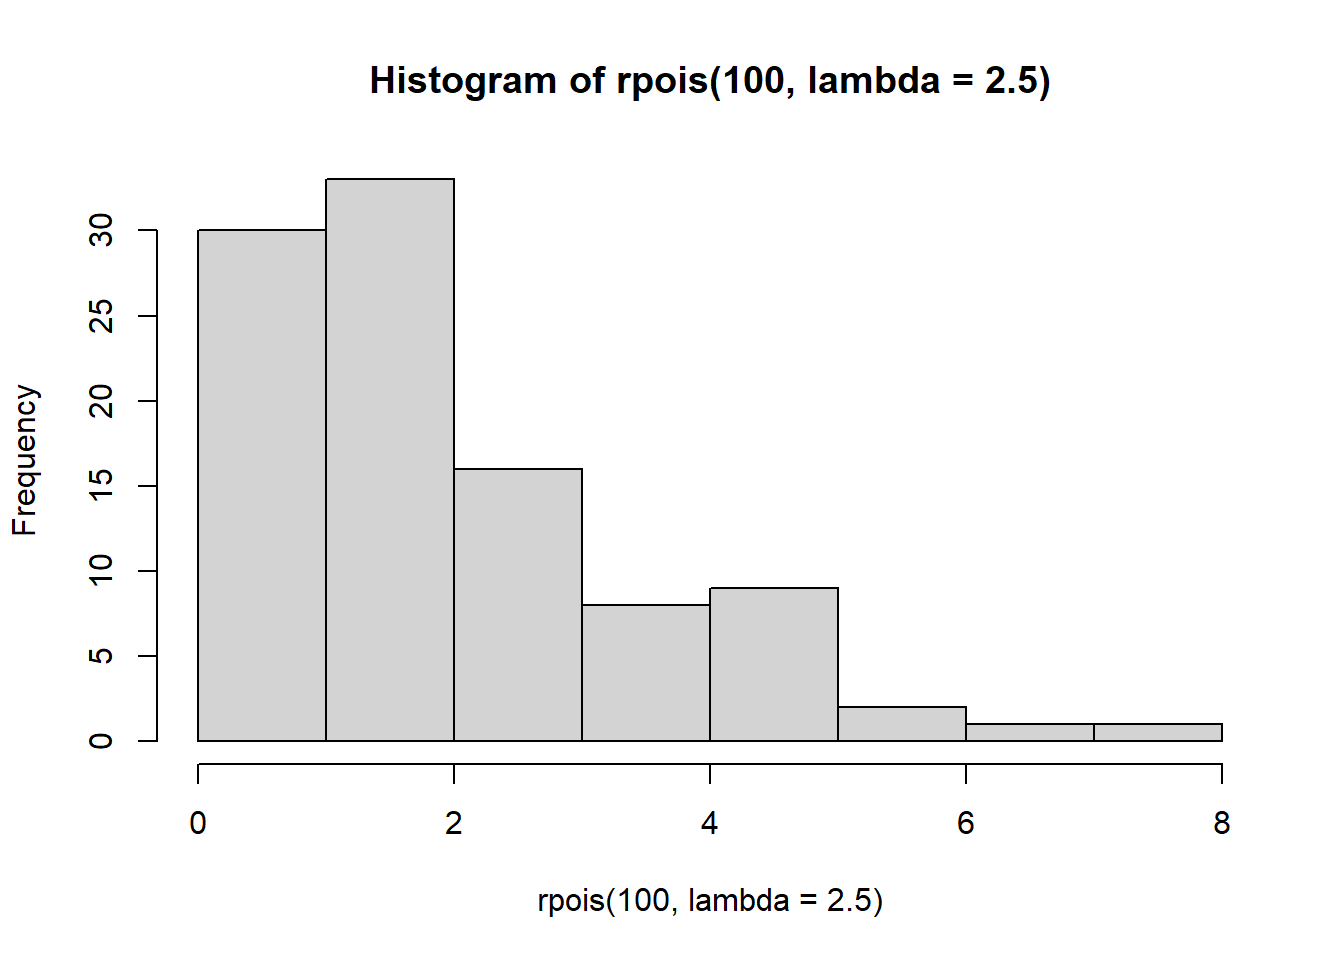 Histogram of rpois(100, lambda = 2.5)
Frequency
30
25
20
15
10
5
0
0 2 4 6 8
rpois(100, lambda = 2.5)